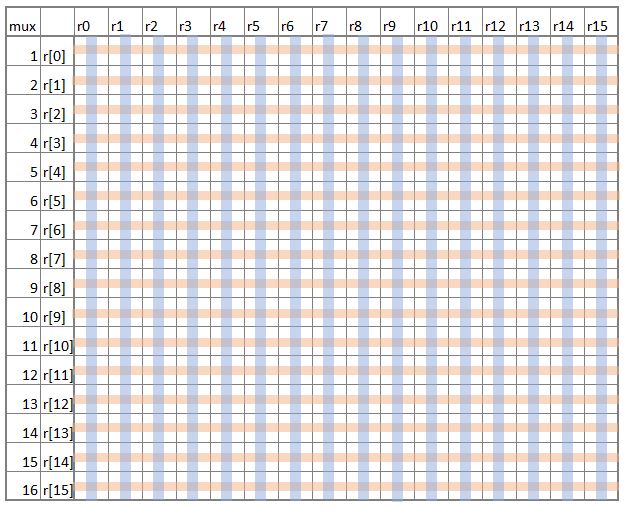 mux r0 r1 r2 r3 r4 r5 r6 r7 r8 r9 r10 r11 r12 r13 r14 r15
1 r[0]
2 r[1]
3 r[2]
4 r[3]
5 r[4]
6 r[5]
7 r[6]
8 r[7]
9 r[8]
10 r[9]
11 r[10]
12 r[11]
13 r[12]
14 r[13]
15 r[14]
16 r[15]